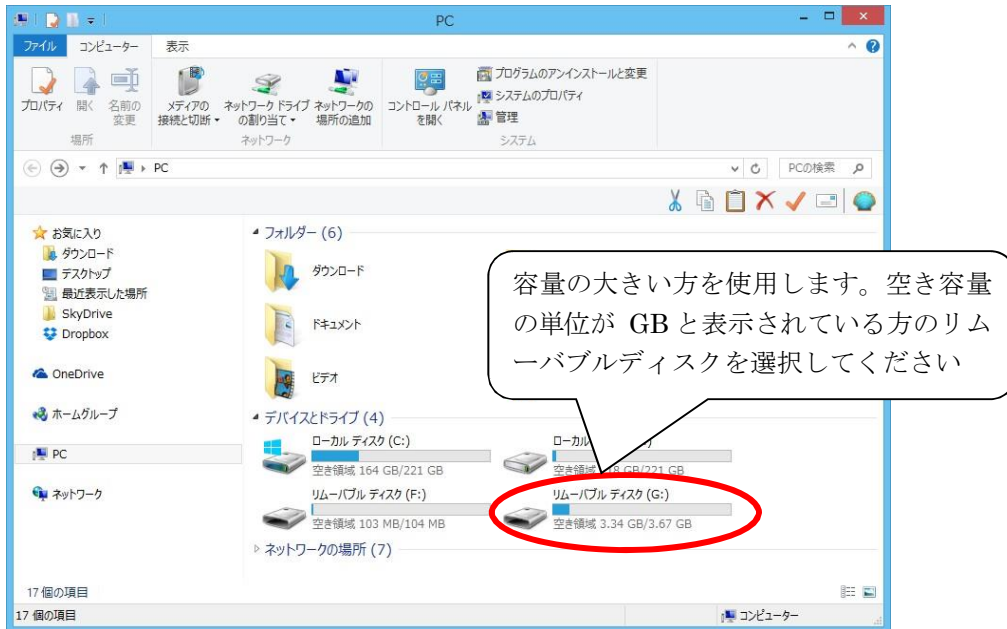 PC
ファイル コンピューター 表示
プロパティ 開く 名前の変更 メディアの接続と切断 ネットワーク ドライブの割り当て ネットワークの場所の追加 コントロール パネルを開く
プログラムのアンインストールと変更
システムのプロパティ
管理
場所 ネットワーク システム
PC PCの検索
お気に入り
ダウンロード
デスクトップ
最近表示した場所
SkyDrive
Dropbox
OneDrive
ホームグループ
PC
ネットワーク
フォルダー (6)
ダウンロード
ドキュメント
ビデオ
容量の大きい方を使用します。空き容量
の単位が GB と表示されている方のリム
ーバブルディスクを選択してください
デバイスとドライブ (4)
ローカル ディスク (C:)
空き領域 164 GB/221 GB
ローカル
空き領域 GB/221 GB
リムーバブル ディスク (F:)
空き領域 103 MB/104 MB
リムーバブル ディスク (G:)
空き領域 3.34 GB/3.67 GB
ネットワークの場所 (7)
17 個の項目
17 個の項目 コンピューター